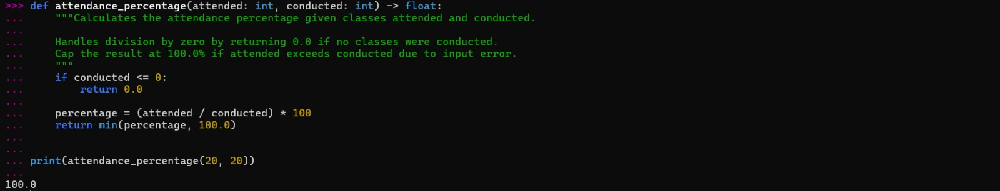 >>> def attendance_percentage(attended: int, conducted: int) -> float:
...     """Calculates the attendance percentage given classes attended and conducted.
...
...     Handles division by zero by returning 0.0 if no classes were conducted.
...     Cap the result at 100.0% if attended exceeds conducted due to input error.
...     """
...     if conducted <= 0:
...         return 0.0
...
...     percentage = (attended / conducted) * 100
...     return min(percentage, 100.0)
...
...
... print(attendance_percentage(20, 20))
...
100.0